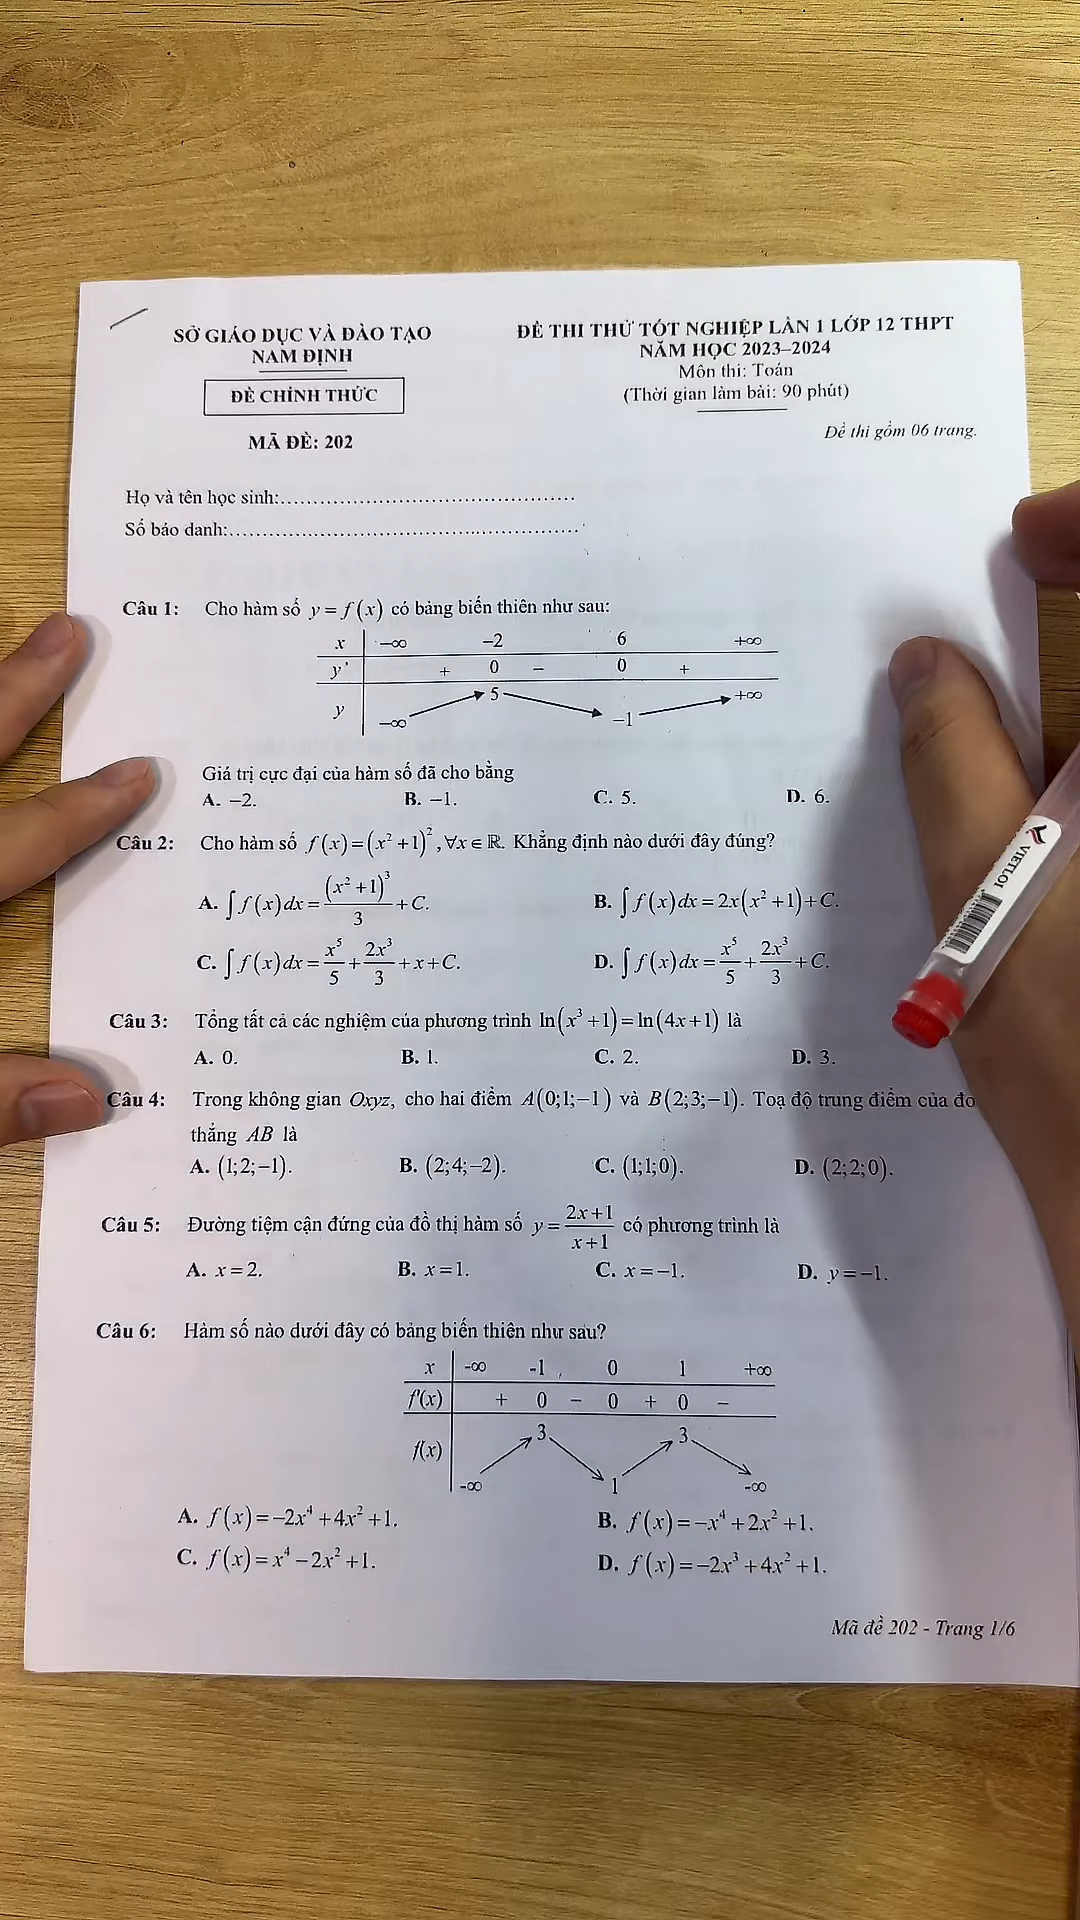 SỞ GIÁO DỤC VÀ ĐÀO TẠO
NAM ĐỊNH
ĐỀ CHÍNH THỨC
MÃ ĐỀ: 202
ĐỀ THI THỬ TỐT NGHIỆP LẦN 1 LỚP 12 THPT
NĂM HỌC 2023–2024
Môn thi: Toán
(Thời gian làm bài: 90 phút)
Đề thi gồm 06 trang.
Họ và tên học sinh:
Số báo danh:
Câu 1: Cho hàm số y = f(x) có bảng biến thiên như sau:
x −∞ −2 6 +∞
y' + 0 − 0 +
y −∞ 5 −1 +∞
Giá trị cực đại của hàm số đã cho bằng
A. −2. B. −1. C. 5. D. 6.
Câu 2: Cho hàm số f(x) = (x² + 1)², ∀x ∈ ℝ. Khẳng định nào dưới đây đúng?
A. ∫ f(x)dx = (x² + 1)³/3 + C. B. ∫ f(x)dx = 2x(x² + 1) + C.
C. ∫ f(x)dx = x⁵/5 + 2x³/3 + x + C. D. ∫ f(x)dx = x⁵/5 + 2x³/3 + C.
Câu 3: Tổng tất cả các nghiệm của phương trình ln(x³ + 1) = ln(4x + 1) là
A. 0. B. 1. C. 2. D. 3.
Câu 4: Trong không gian Oxyz, cho hai điểm A(0;1;−1) và B(2;3;−1). Toạ độ trung điểm của đo
thẳng AB là
A. (1;2;−1). B. (2;4;−2). C. (1;1;0). D. (2;2;0).
Câu 5: Đường tiệm cận đứng của đồ thị hàm số y = (2x+1)/(x+1) có phương trình là
A. x = 2. B. x = 1. C. x = −1. D. y = −1.
Câu 6: Hàm số nào dưới đây có bảng biến thiên như sau?
x -∞ -1 0 1 +∞
f'(x) + 0 − 0 + 0 −
f(x) -∞ 3 1 3 -∞
A. f(x) = −2x⁴ + 4x² + 1. B. f(x) = −x⁴ + 2x² + 1.
C. f(x) = x⁴ − 2x² + 1. D. f(x) = −2x³ + 4x² + 1.
Mã đề 202 - Trang 1/6
VIETLOI